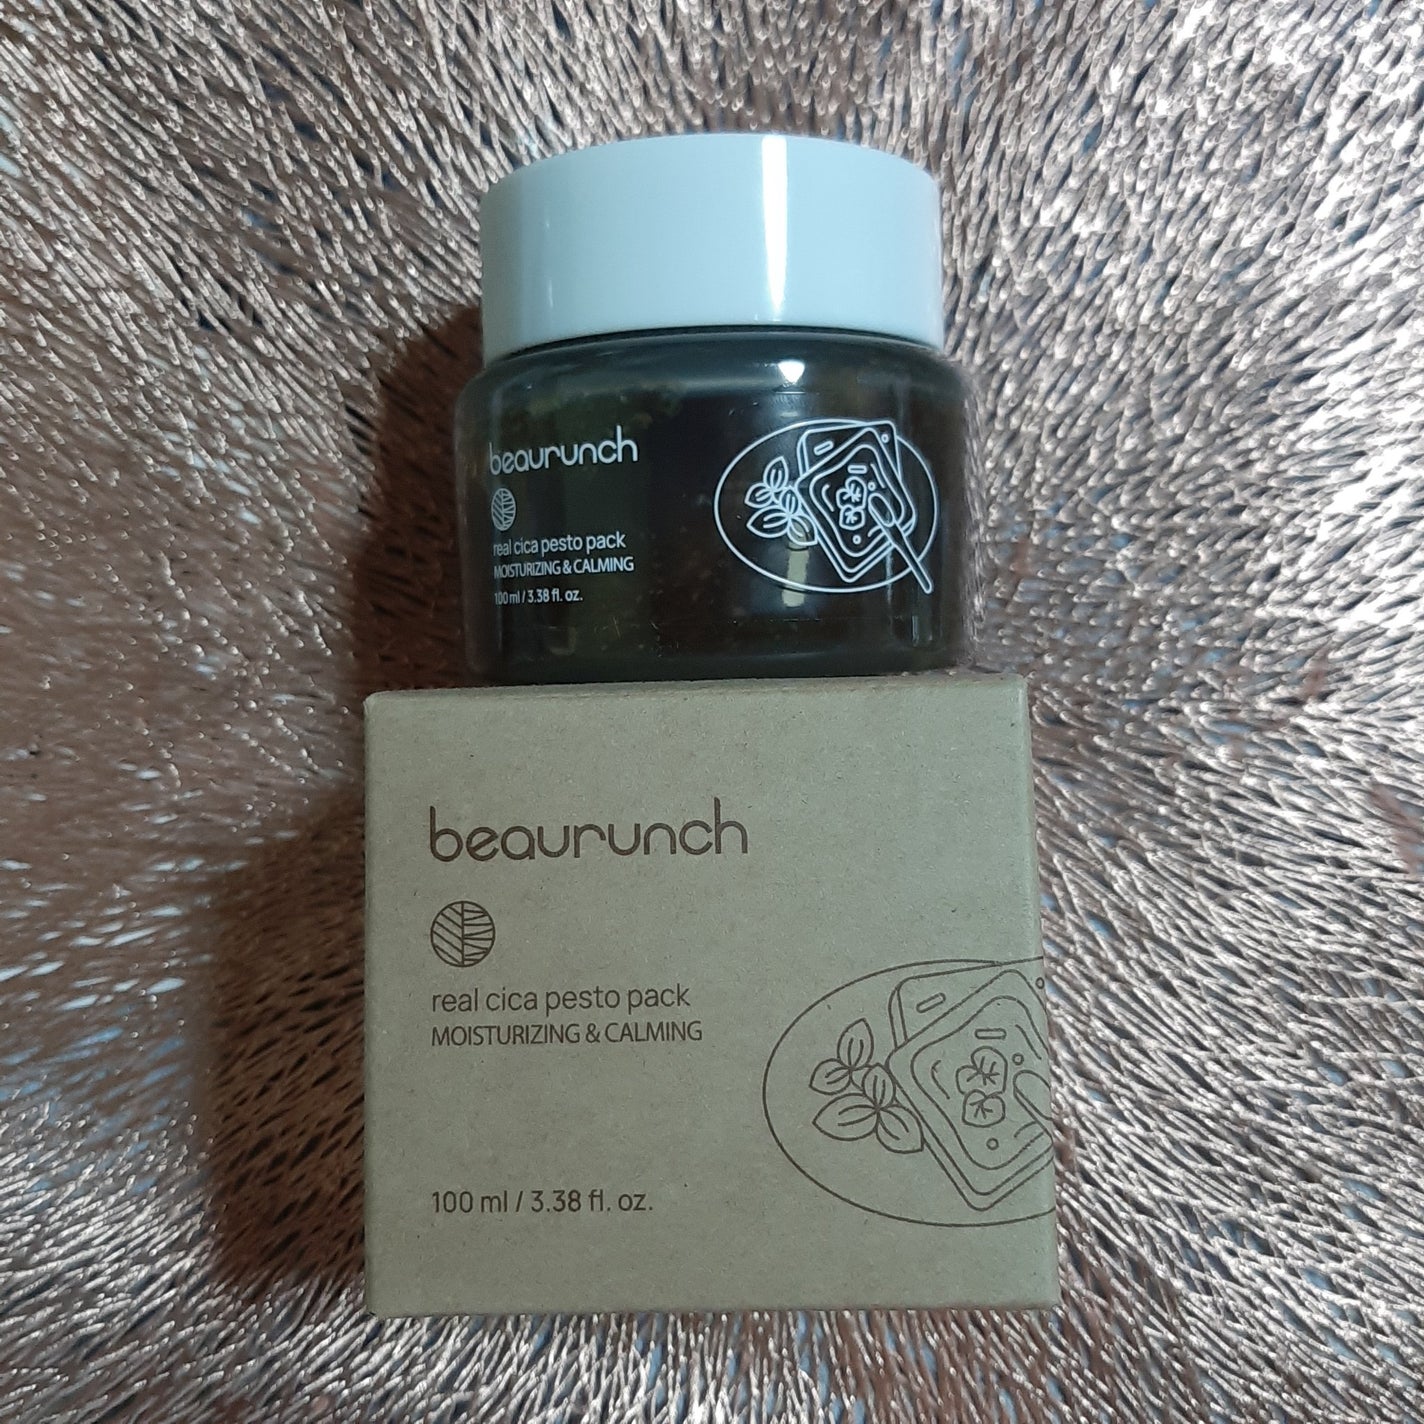 beaurunch
real cica pesto pack
MOISTURIZING & CALMING
100 ml / 3.38 fl. oz.
beaurunch
real cica pesto pack
MOISTURIZING & CALMING
100 ml / 3.38 fl. oz.